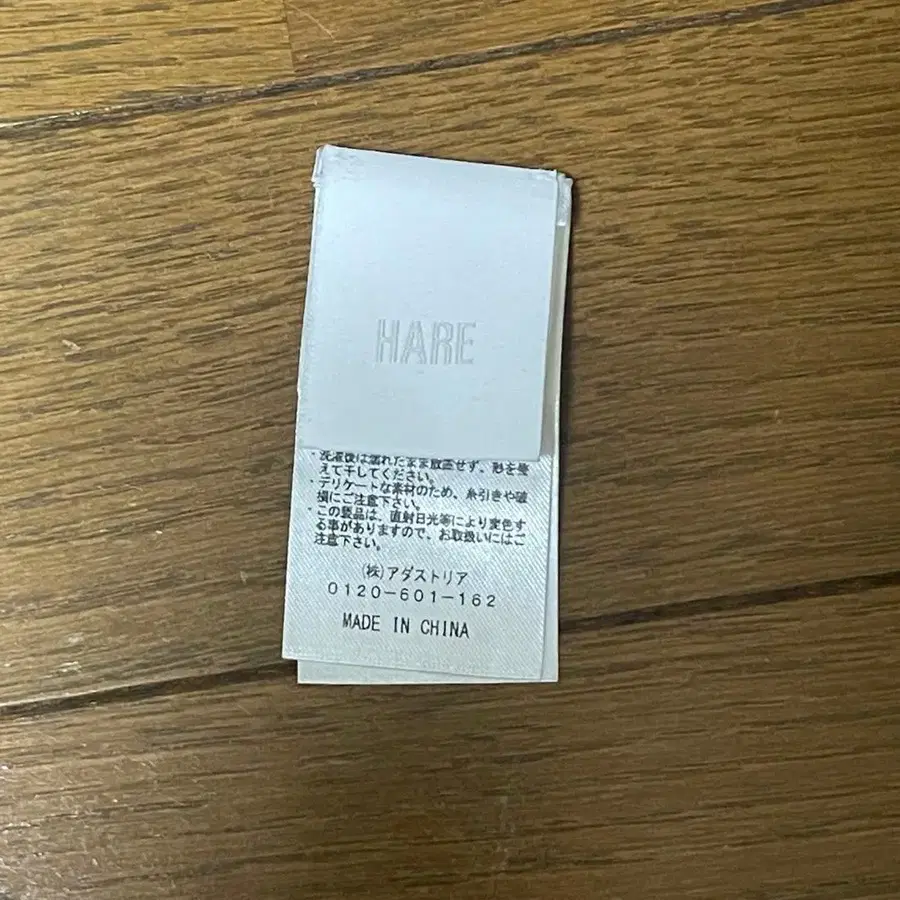 HARE
・洗濯後は濡れたまま放置せず、形を整
えて干してください。
・デリケートな素材のため、糸引きや破
損にご注意下さい。
・この製品は、直射日光等により変色す
る事がありますので、お取扱いにはご
注意下さい。
(株)アダストリア
0120-601-162
MADE IN CHINA